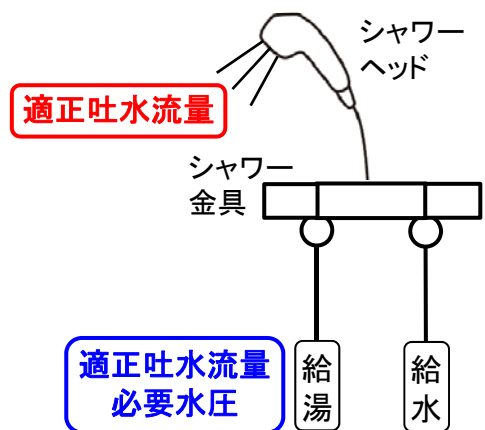 シャワー
ヘッド
適正吐水流量
シャワー
金具
適正吐水流量
必要水圧
給湯
給水